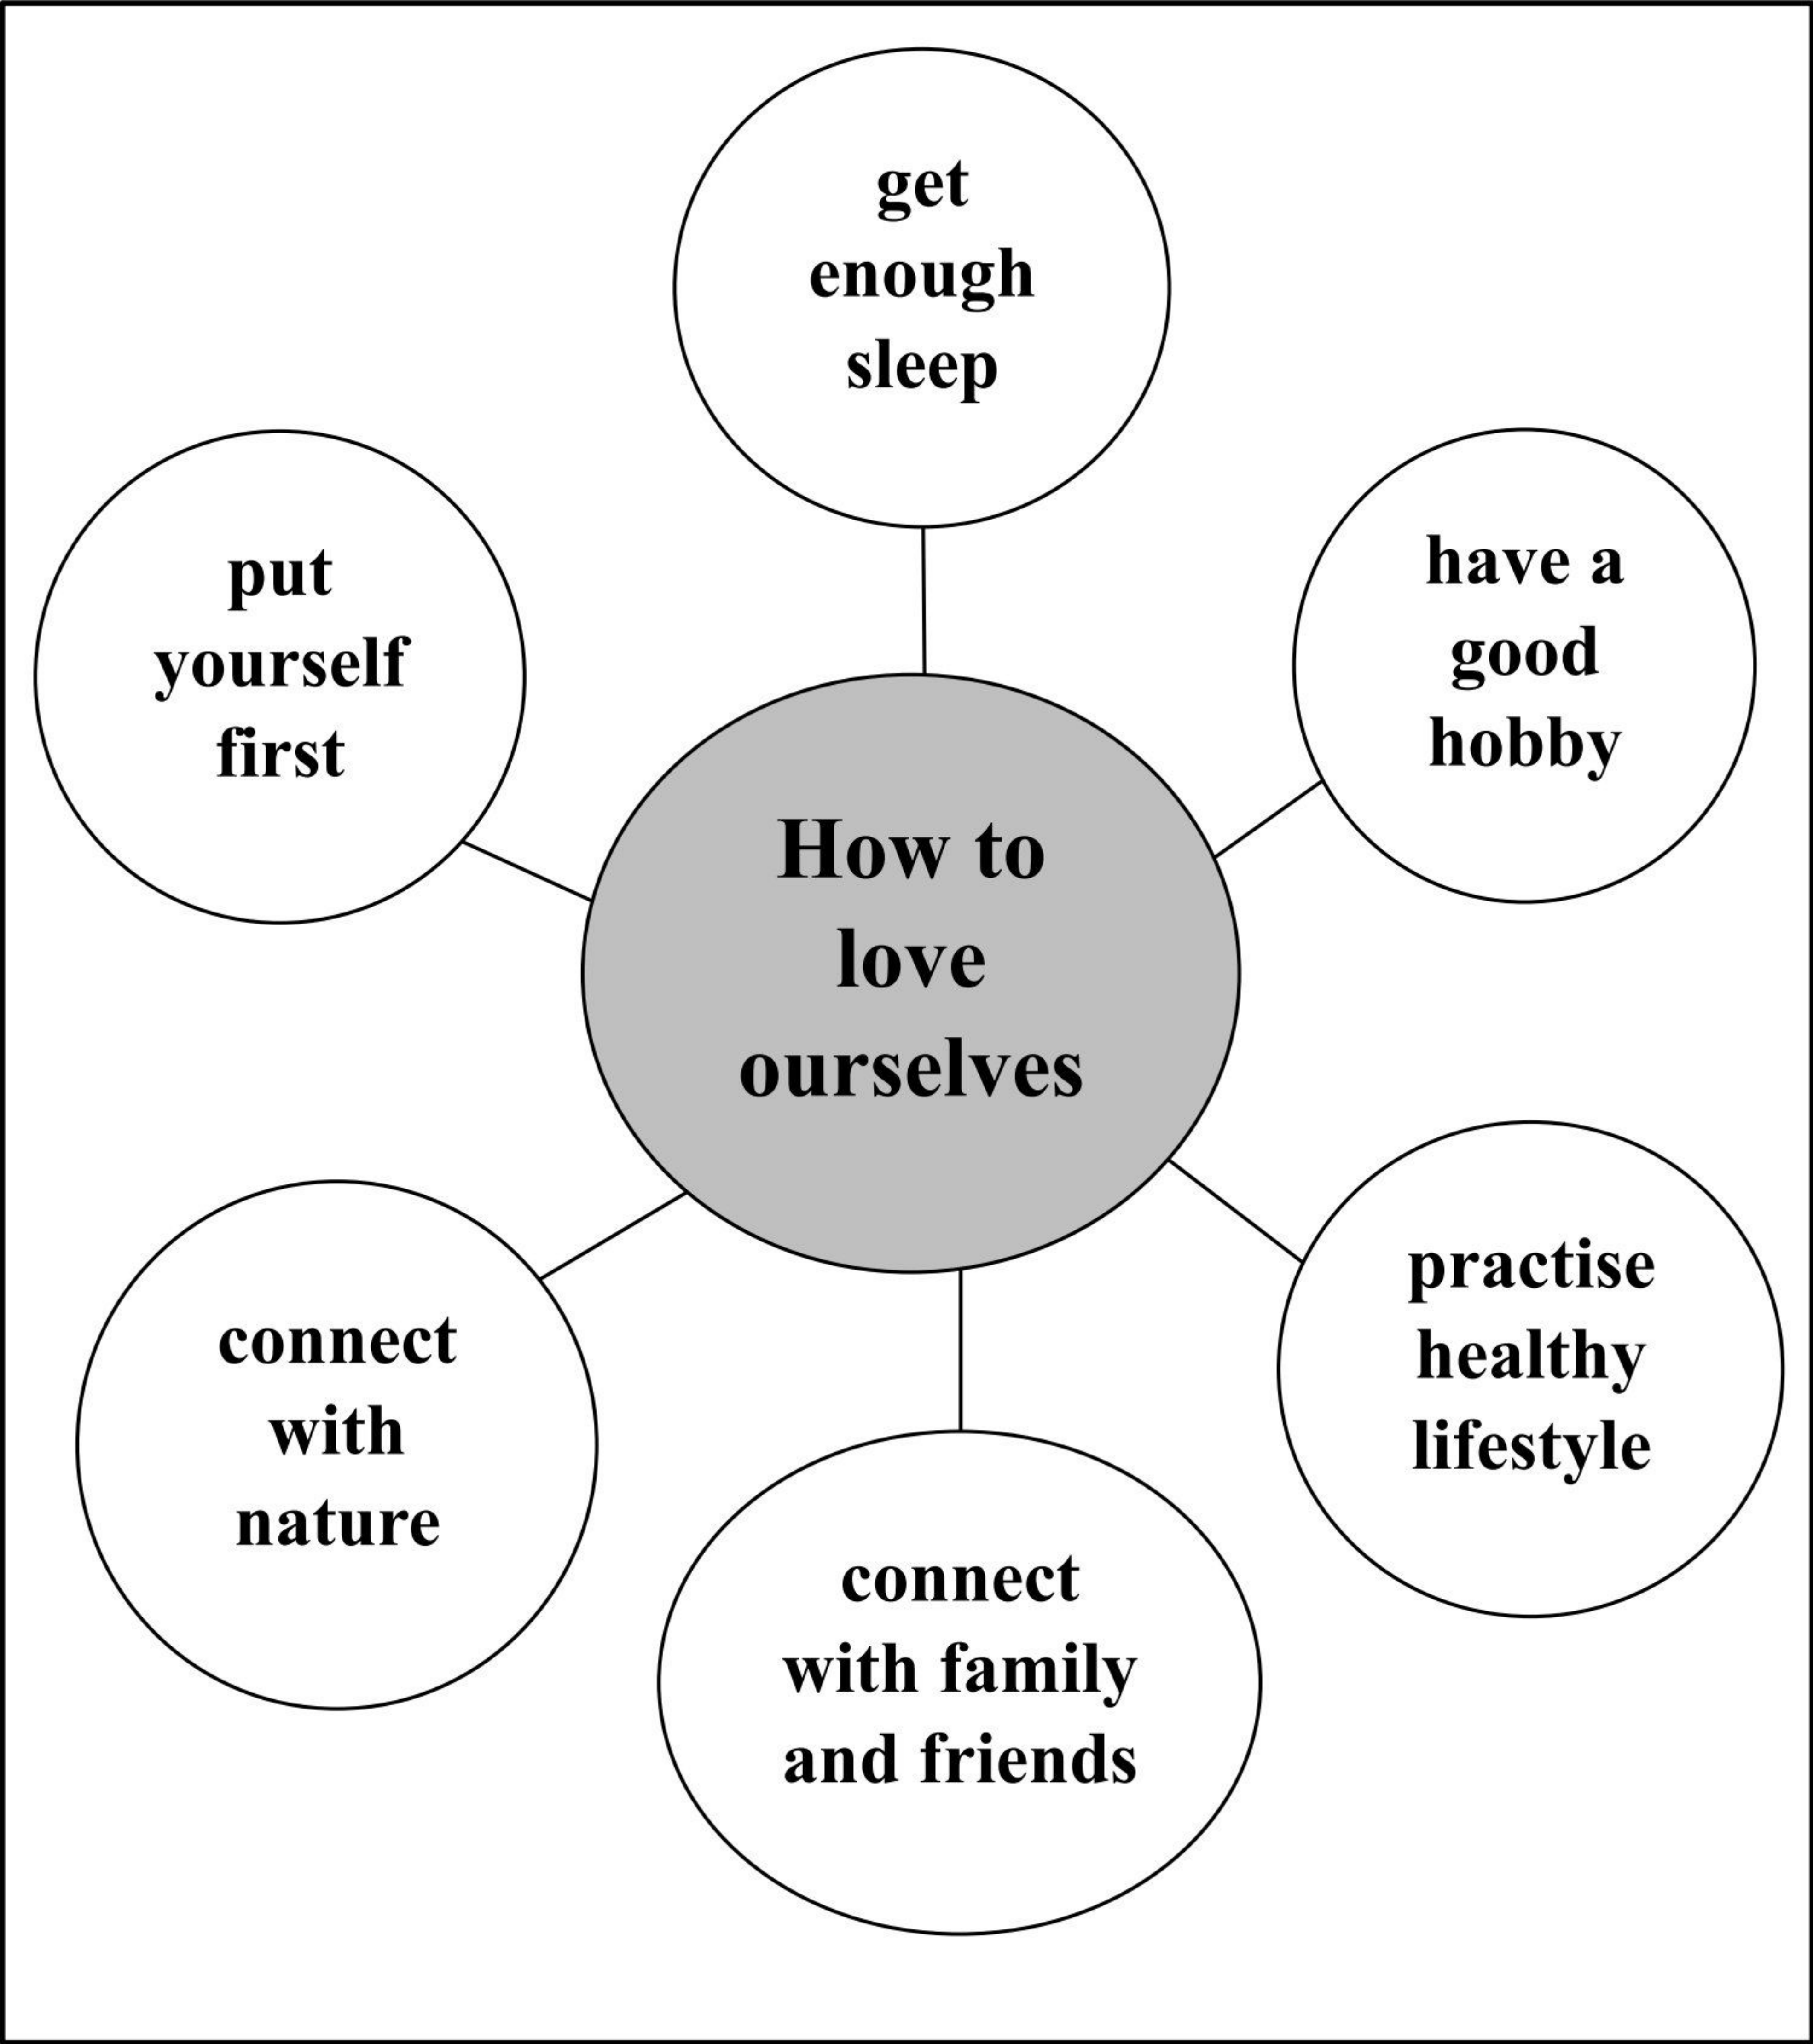 get
enough
sleep
put
yourself
first
have a
good
hobby
How to
love
ourselves
connect
with
nature
practise
healthy
lifestyle
connect
with family
and friends